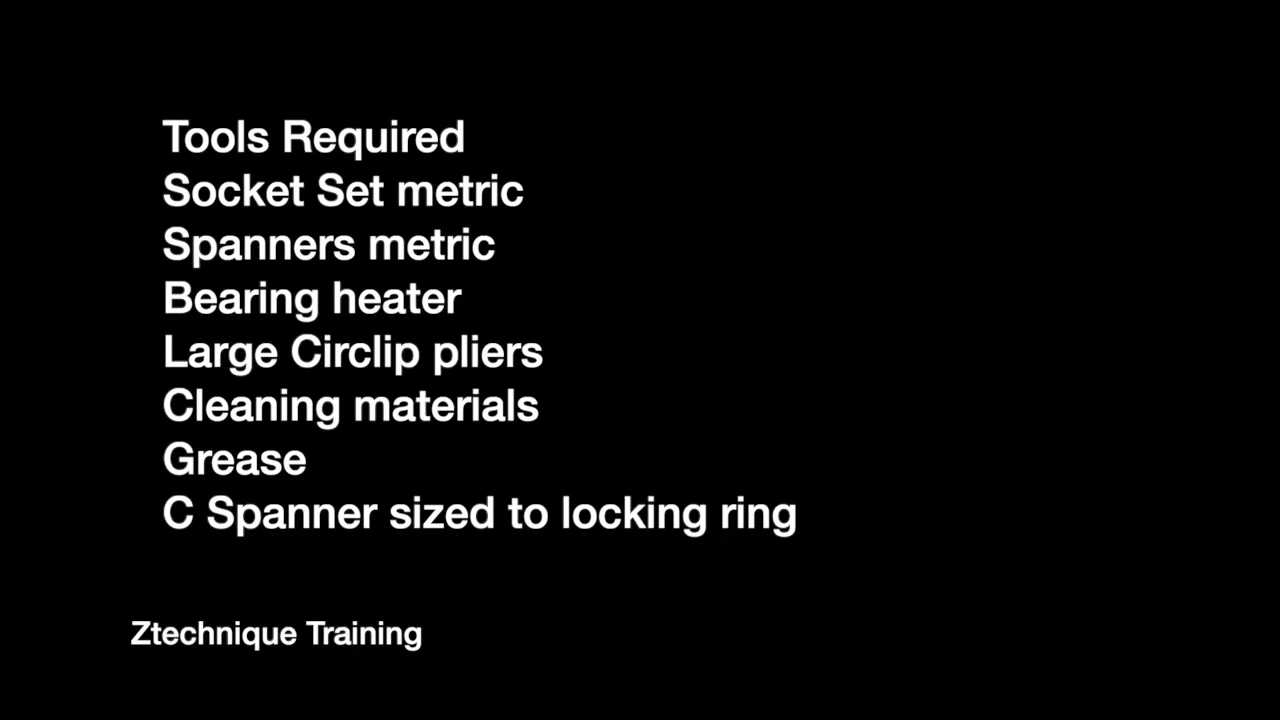 Tools Required
Socket Set metric
Spanners metric
Bearing heater
Large Circlip pliers
Cleaning materials
Grease
C Spanner sized to locking ring
Ztechnique Training